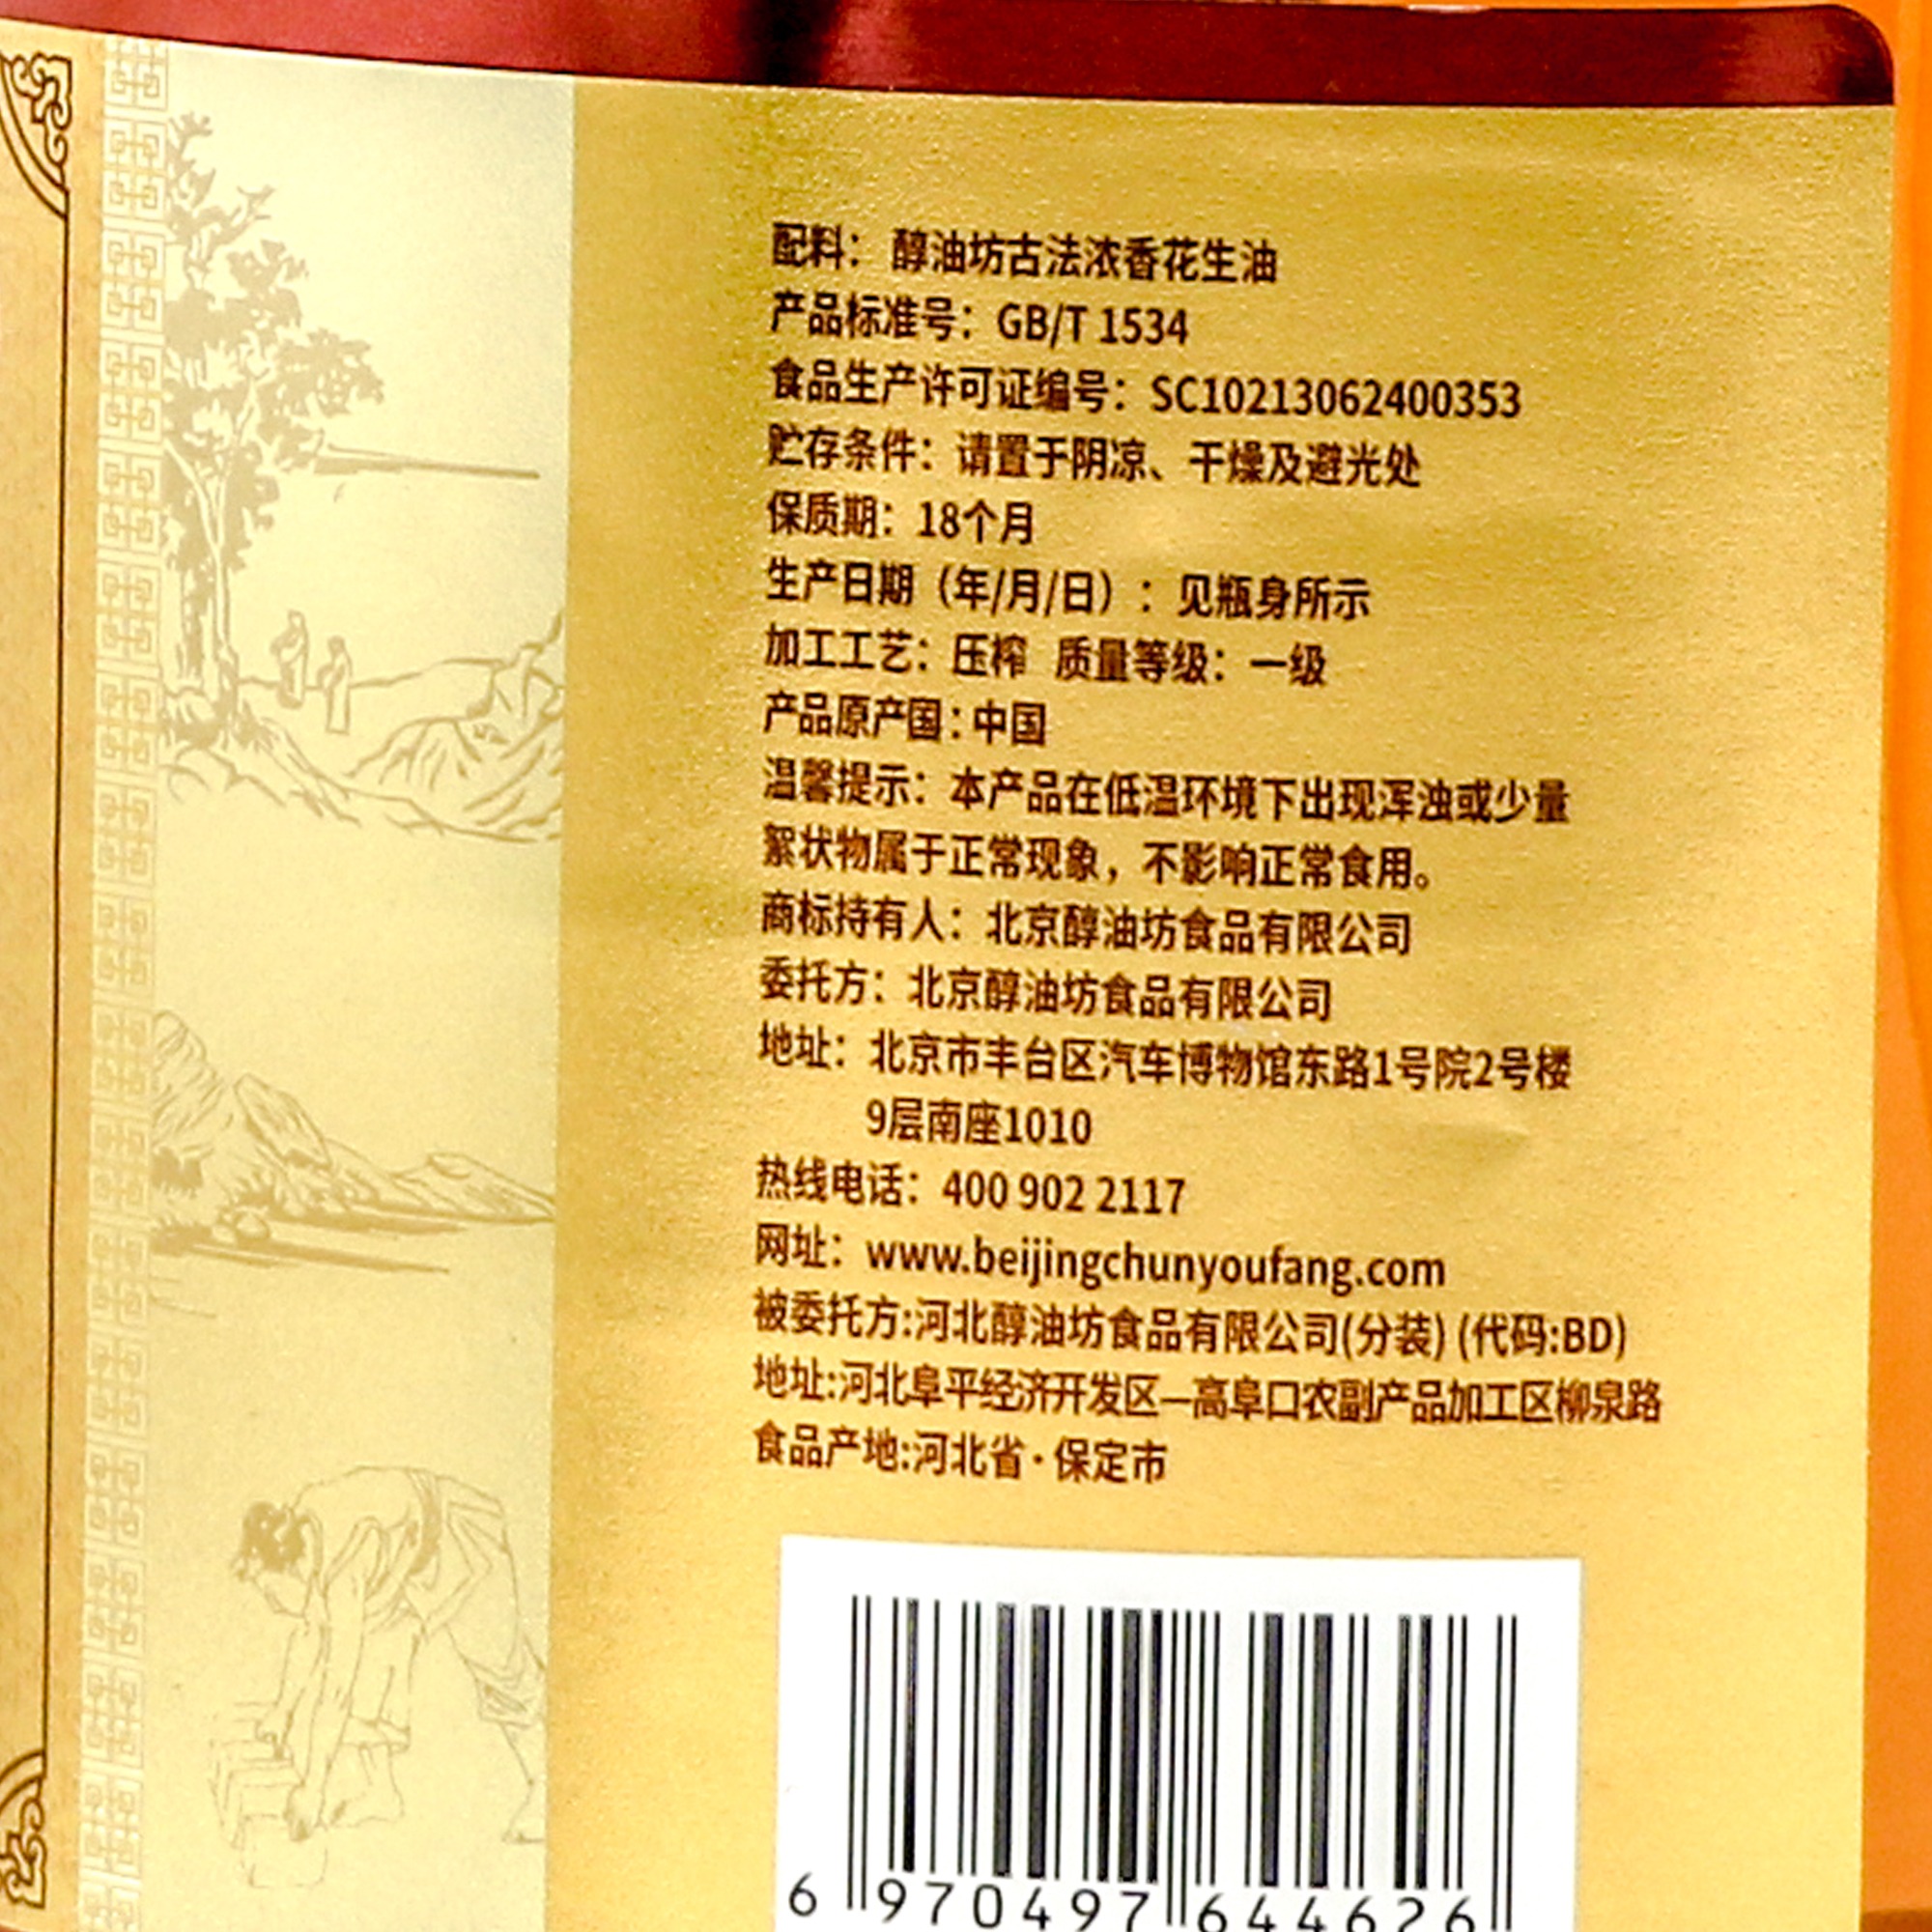 配料： 醇油坊古法浓香花生油
产品标准号：GB/T 1534
食品生产许可证编号：SC10213062400353
贮存条件：请置于阴凉、干燥及避光处
保质期：18个月
生产日期（年/月/日）：见瓶身所示
加工工艺：压榨 质量等级：一级
产品原产国：中国
温馨提示：本产品在低温环境下出现浑浊或少量
絮状物属于正常现象，不影响正常食用。
商标持有人：北京醇油坊食品有限公司
委托方：北京醇油坊食品有限公司
地址：北京市丰台区汽车博物馆东路1号院2号楼
9层南座1010
热线电话：400 902 2117
网址：www.beijingchunyoufang.com
被委托方:河北醇油坊食品有限公司(分装) (代码:BD)
地址:河北阜平经济开发区—高阜口农副产品加工区柳泉路
食品产地:河北省·保定市
6 970497 644626